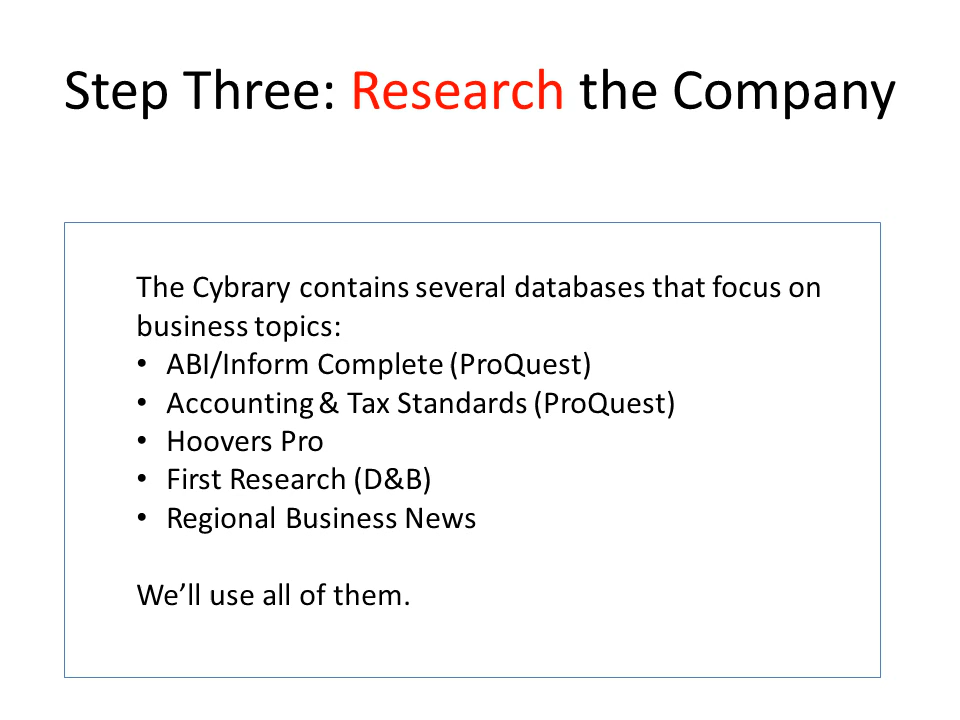 Step Three: Research the Company
The Cybrary contains several databases that focus on
business topics:
• ABI/Inform Complete (ProQuest)
• Accounting & Tax Standards (ProQuest)
• Hoovers Pro
• First Research (D&B)
• Regional Business News
We’ll use all of them.